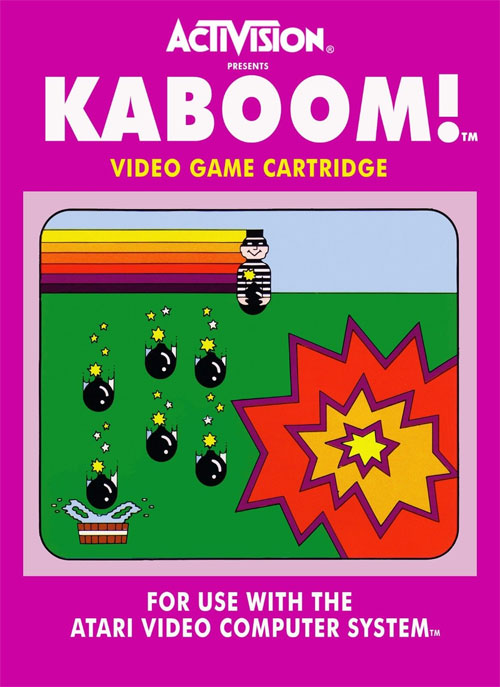 ACTIVISION®
PRESENTS
KABOOM!™
VIDEO GAME CARTRIDGE
FOR USE WITH THE
ATARI VIDEO COMPUTER SYSTEM™